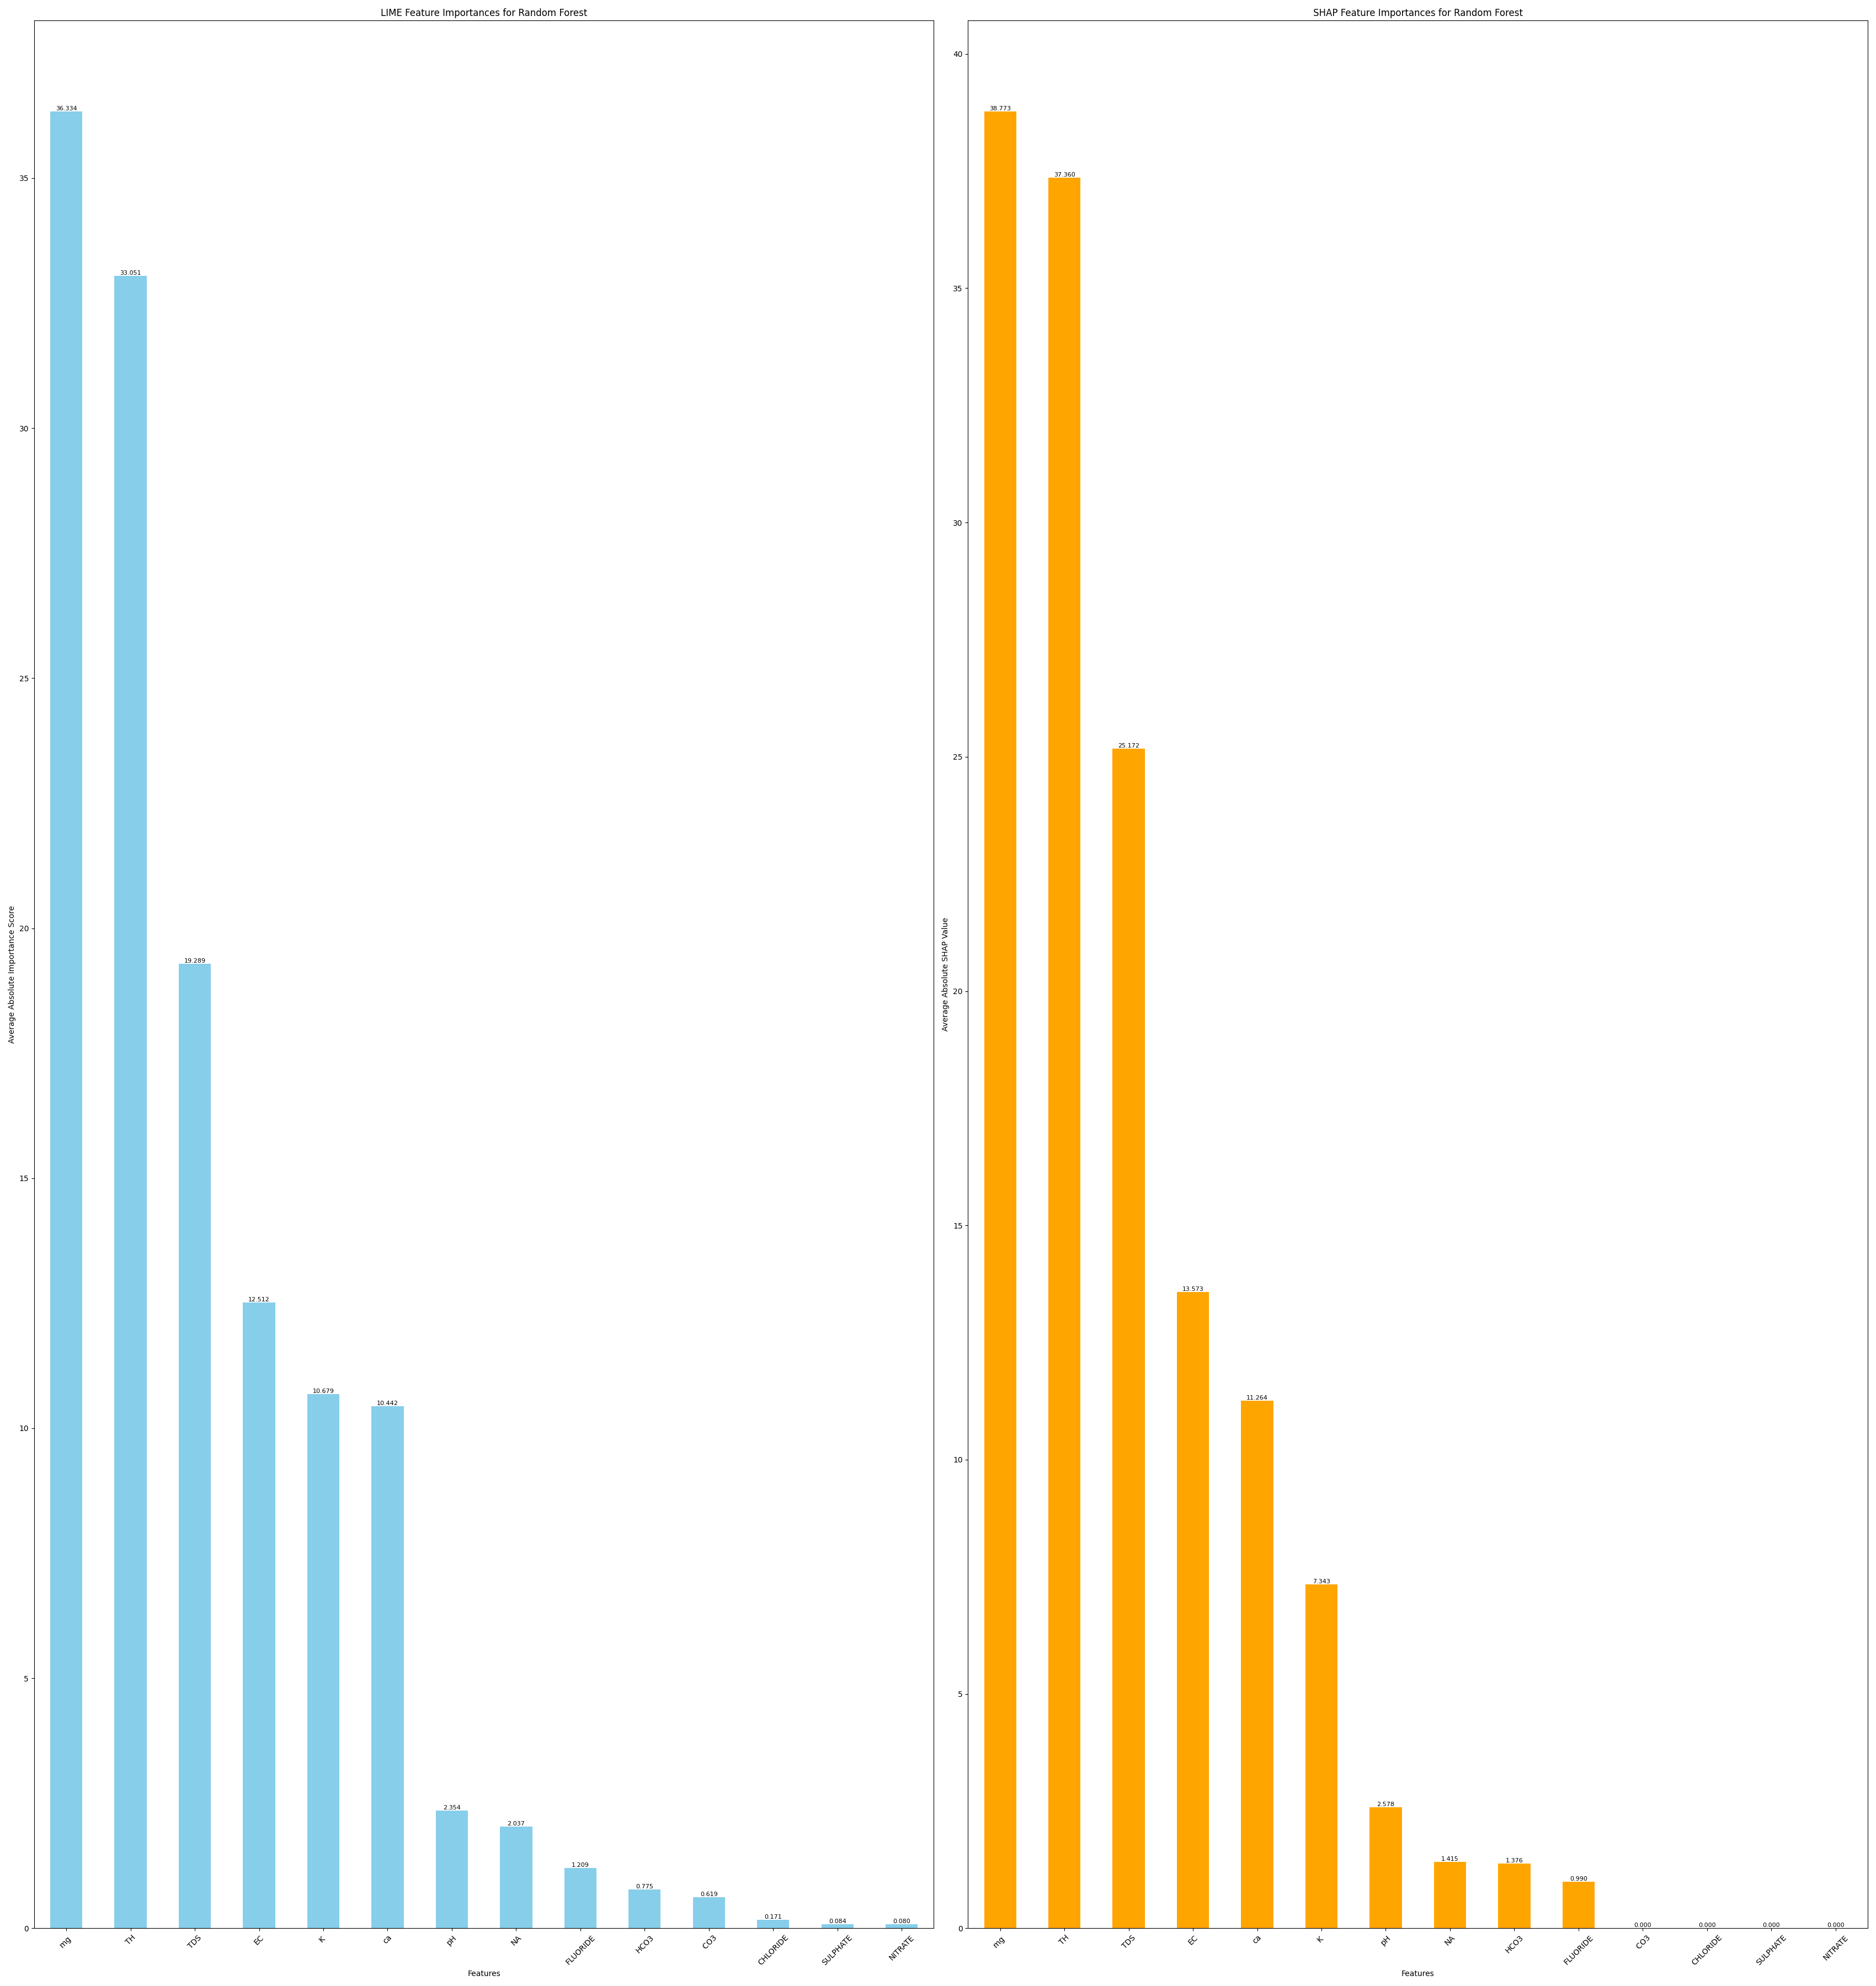 LIME Feature Importances for Random Forest
Average Absolute Importance Score
35
30
25
20
15
10
5
0
36.334
33.051
19.289
12.512
10.679
10.442
2.354
2.037
1.209
0.775
0.619
0.171
0.084
0.080
mg
TH
TDS
EC
K
ca
pH
NA
FLUORIDE
HCO3
CO3
CHLORIDE
SULPHATE
NITRATE
Features
SHAP Feature Importances for Random Forest
Average Absolute SHAP Value
40
35
30
25
20
15
10
5
0
38.773
37.360
25.172
13.573
11.264
7.343
2.578
1.415
1.376
0.990
0.000
0.000
0.000
0.000
mg
TH
TDS
EC
ca
K
pH
NA
HCO3
FLUORIDE
CO3
CHLORIDE
SULPHATE
NITRATE
Features